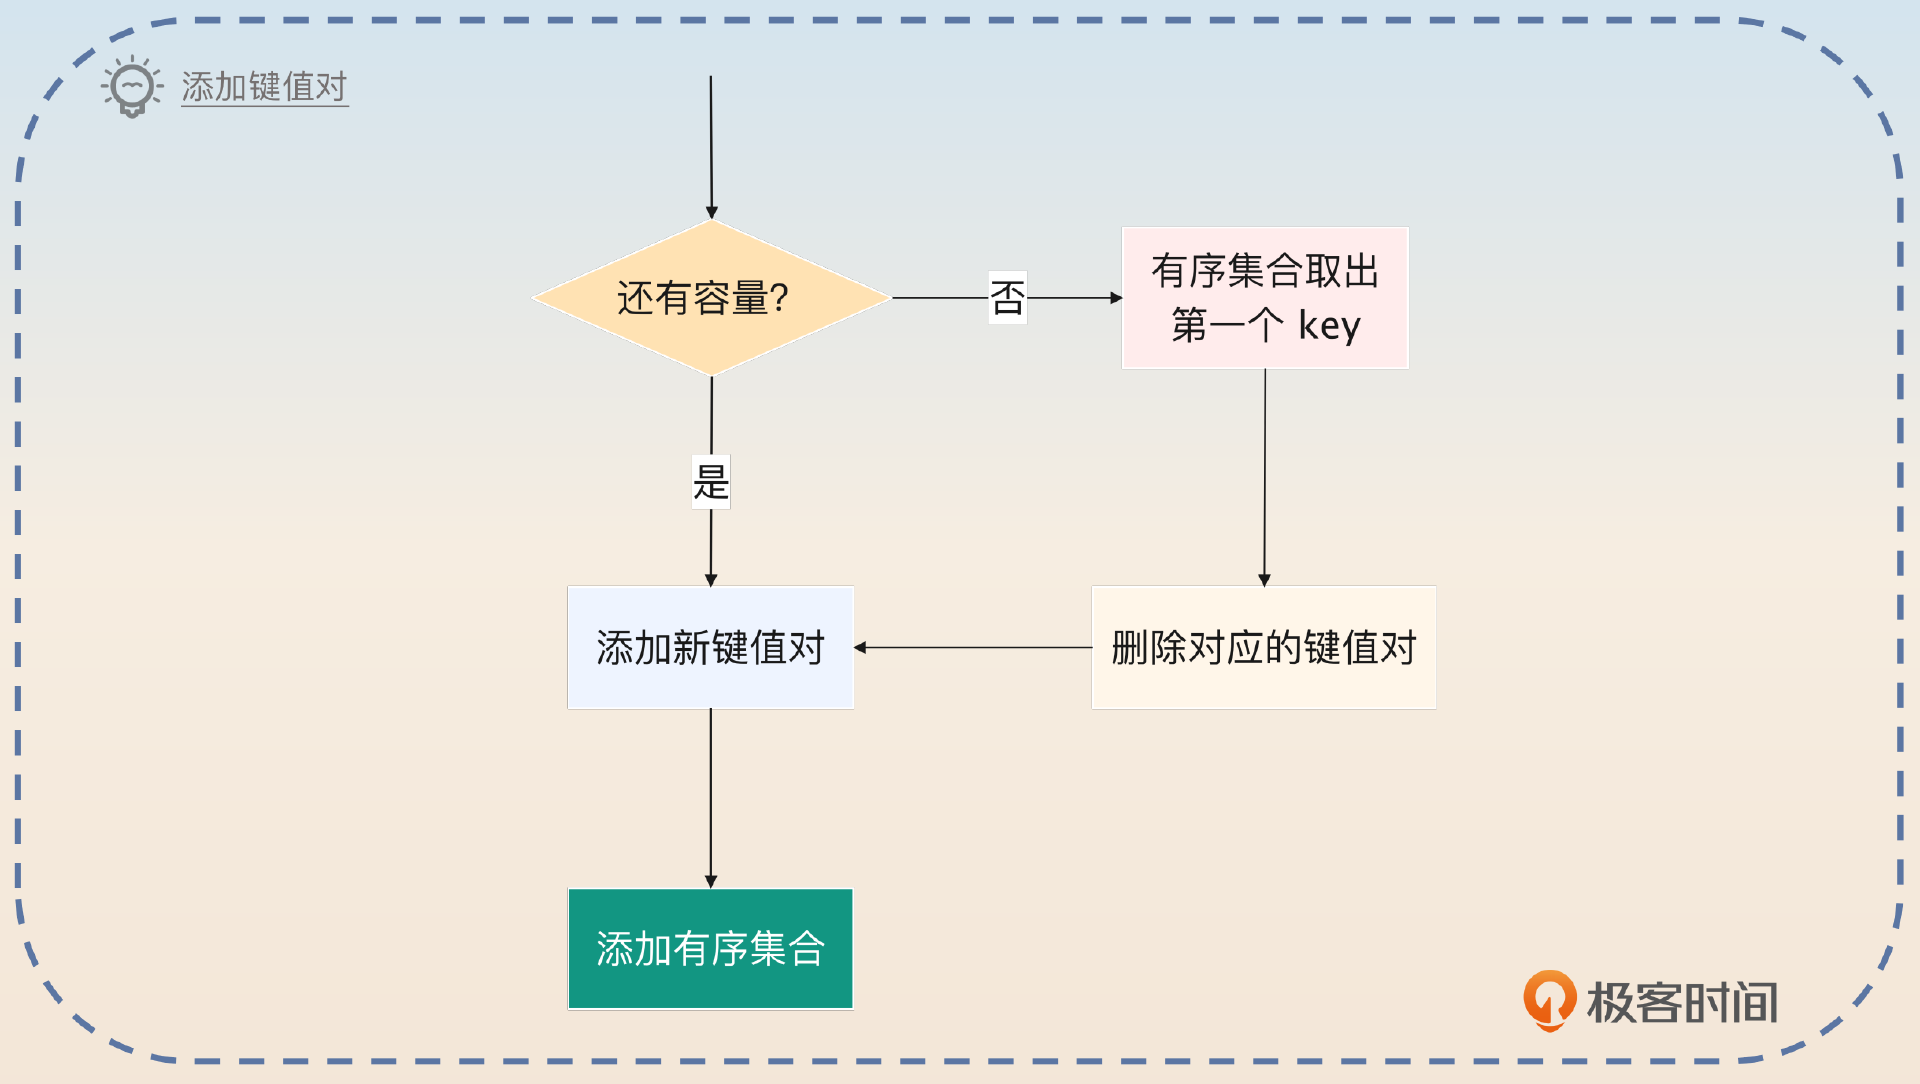 添加键值对
还有容量?
否
有序集合取出
第一个 key
是
添加新键值对
删除对应的键值对
添加有序集合
极客时间